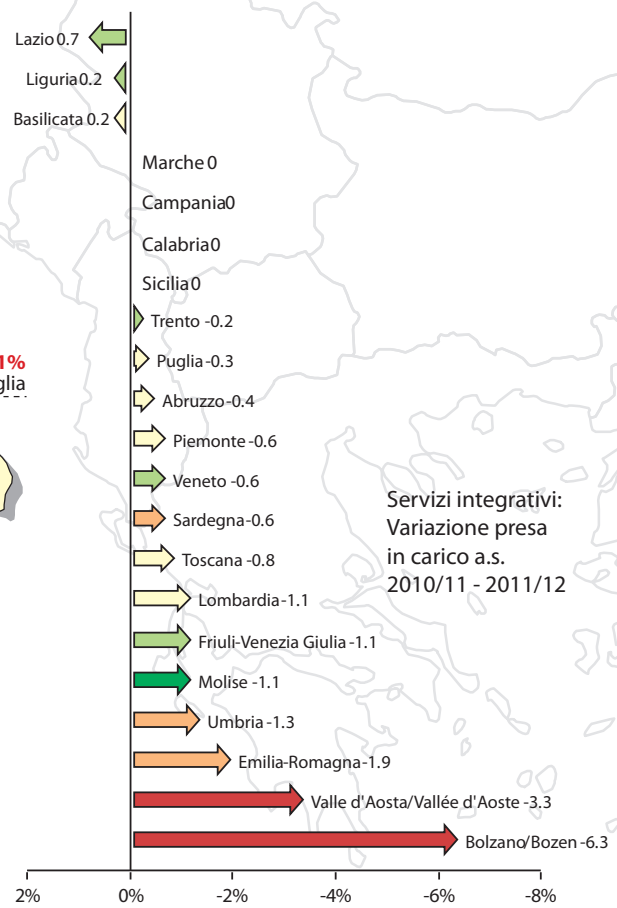 Lazio 0.7
Liguria 0.2
Basilicata 0.2
Marche 0
Campania 0
Calabria 0
Sicilia 0
Trento -0.2
Puglia -0.3
1%
glia
Abruzzo -0.4
Piemonte -0.6
Veneto -0.6
Sardegna -0.6
Servizi integrativi:
Variazione presa
in carico a.s.
2010/11 - 2011/12
Toscana -0.8
Lombardia -1.1
Friuli-Venezia Giulia -1.1
Molise -1.1
Umbria -1.3
Emilia-Romagna -1.9
Valle d'Aosta/Vallée d'Aoste -3.3
Bolzano/Bozen -6.3
2% 0% -2% -4% -6% -8%